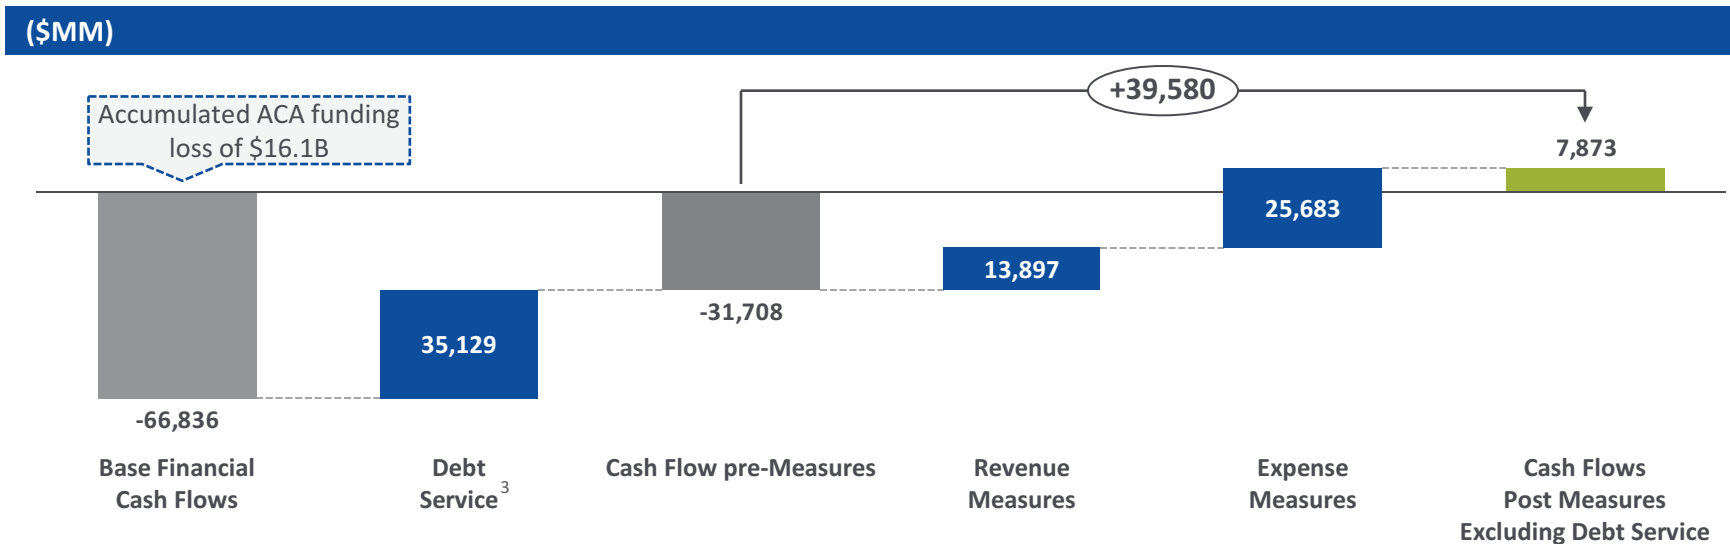 ($MM)
Accumulated ACA funding
loss of $16.1B
+39,580
7,873
25,683
13,897
-31,708
35,129
-66,836
Base Financial
Cash Flows
Debt
Service3
Cash Flow pre-Measures
Revenue
Measures
Expense
Measures
Cash Flows
Post Measures
Excluding Debt Service